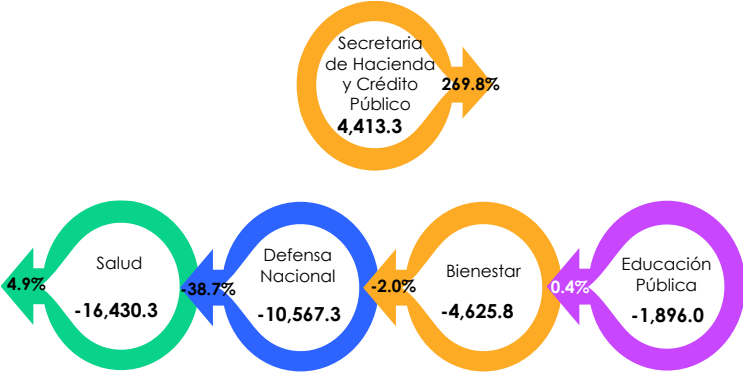 Secretaria
de Hacienda
y Crédito
Público
4,413.3
269.8%
Salud
-16,430.3
4.9%
Defensa
Nacional
-10,567.3
-38.7%
Bienestar
-4,625.8
-2.0%
Educación
Pública
-1,896.0
0.4%